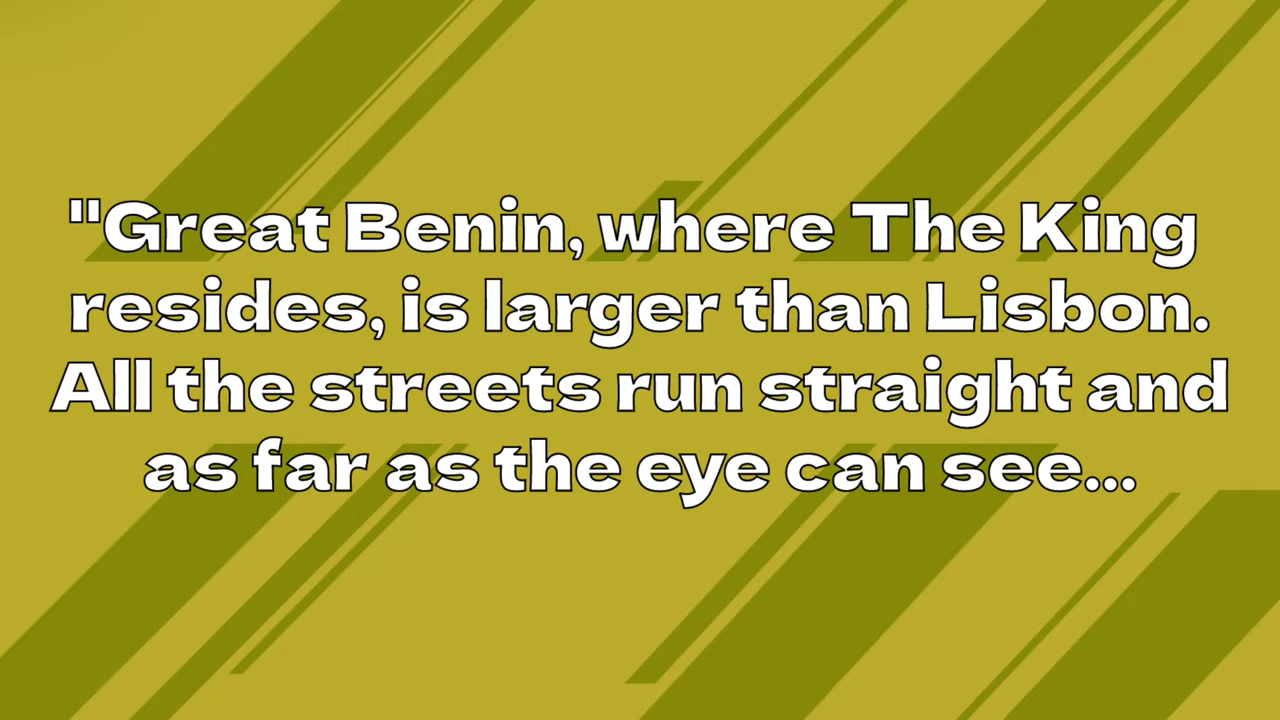 "Great Benin, where The King
resides, is larger than Lisbon.
All the streets run straight and
as far as the eye can see...